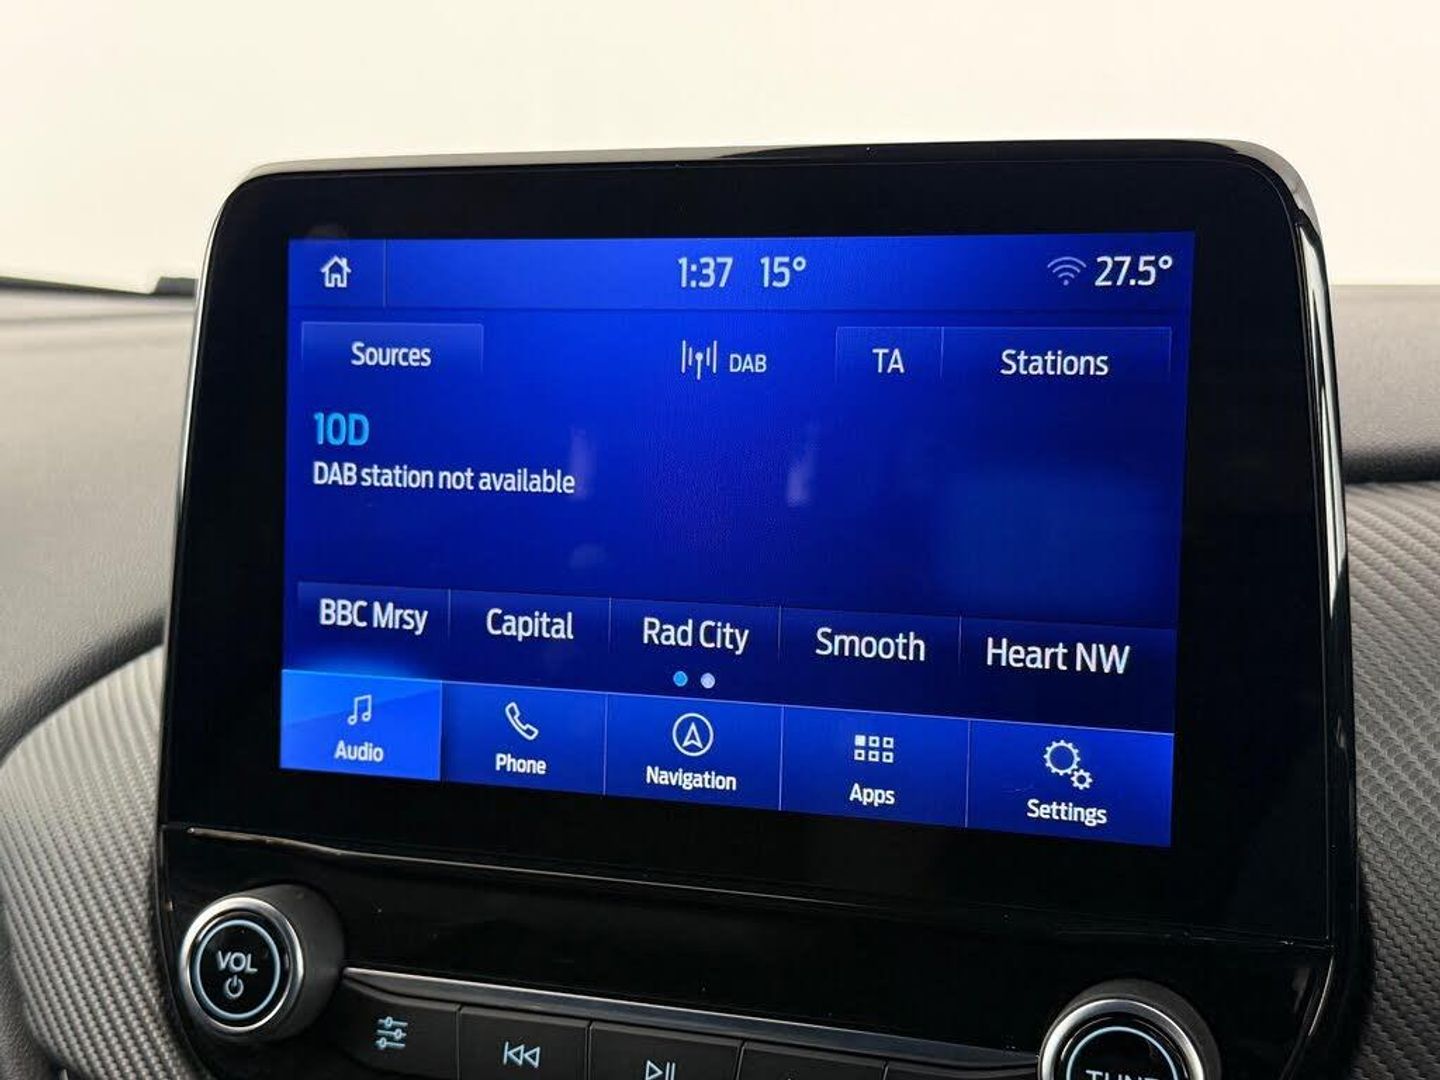 1:37 15° 27.5°
Sources DAB TA Stations
10D
DAB station not available
BBC Mrsy Capital Rad City Smooth Heart NW
Audio Phone Navigation Apps Settings
VOL
TUNE